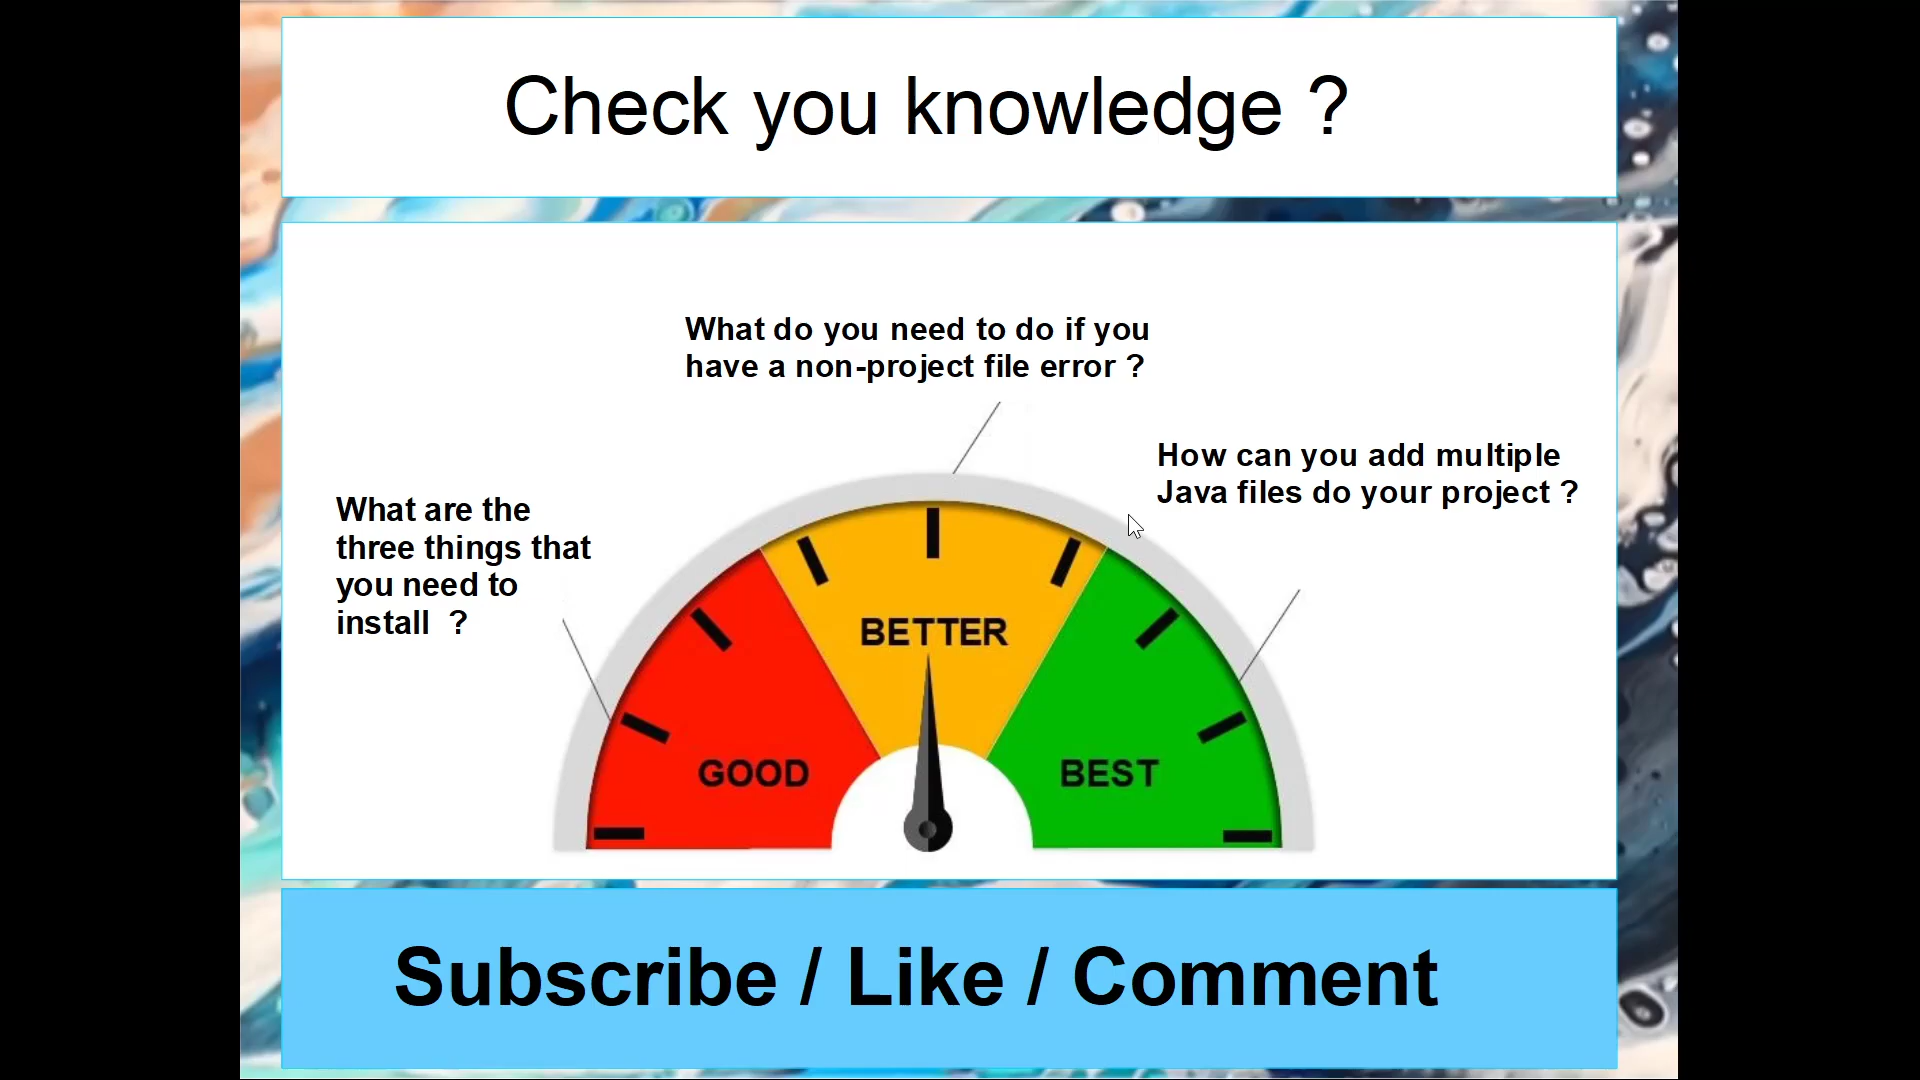 Check you knowledge ?
What do you need to do if you
have a non-project file error ?
How can you add multiple
Java files do your project ?
What are the
three things that
you need to
install ?
BETTER
GOOD
BEST
Subscribe / Like / Comment